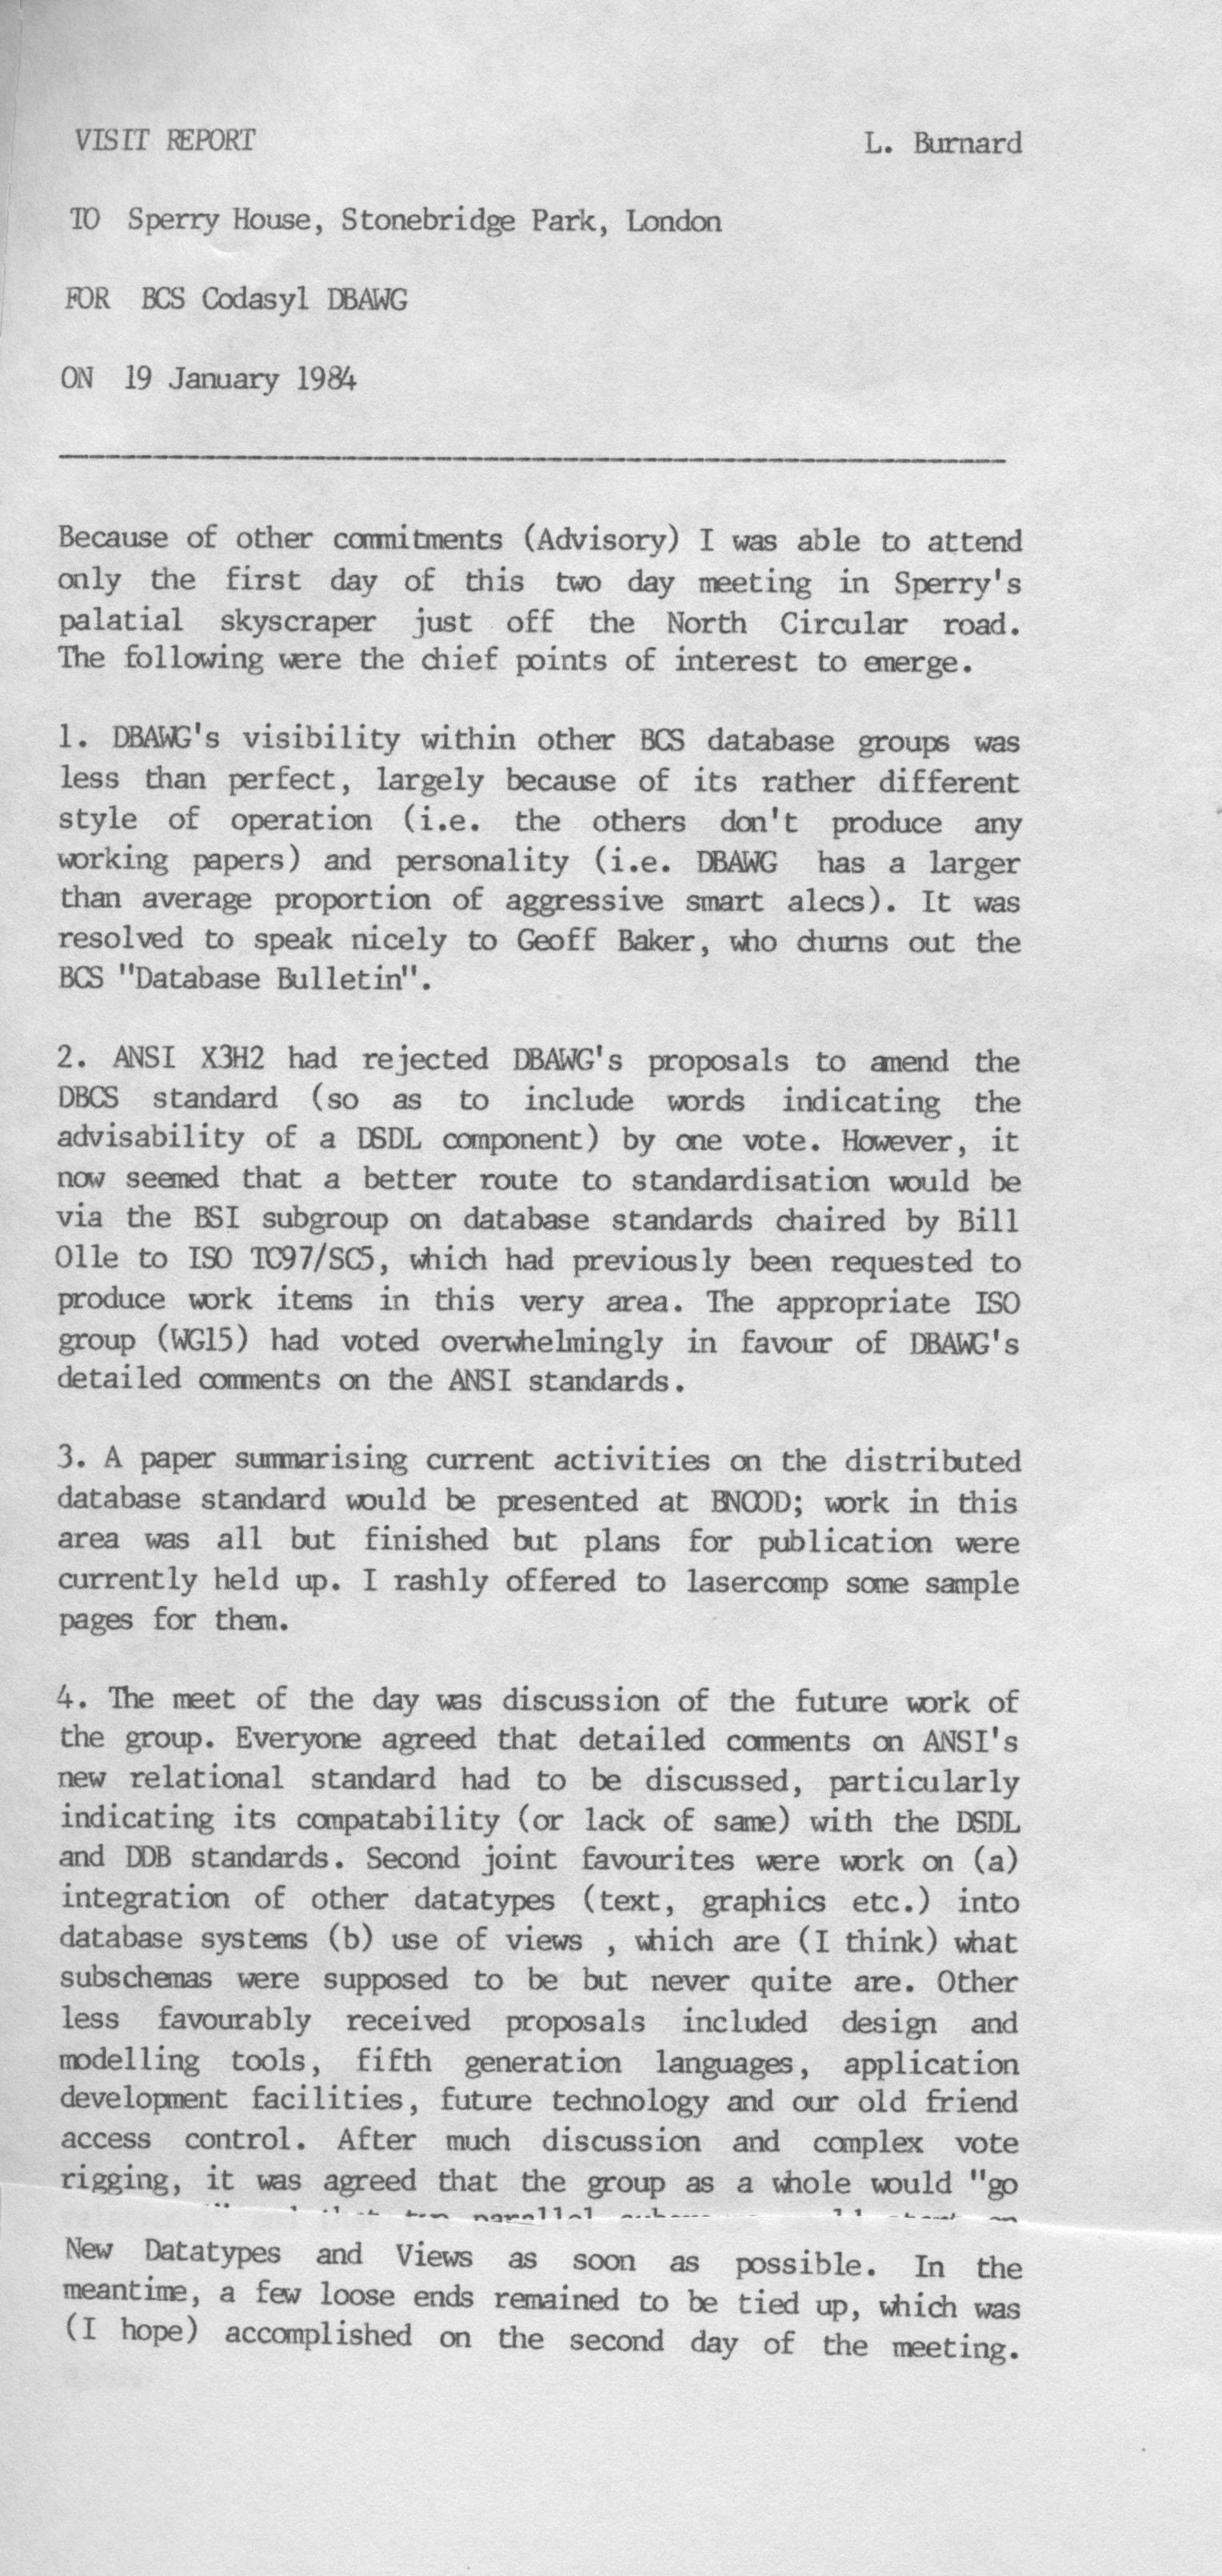 VISIT REPORT L. Burnard
TO Sperry House, Stonebridge Park, London
FOR BCS Codasyl DBAWG
ON 19 January 1984
Because of other commitments (Advisory) I was able to attend
only the first day of this two day meeting in Sperry's
palatial skyscraper just off the North Circular road.
The following were the chief points of interest to emerge.
1. DBAWG's visibility within other BCS database groups was
less than perfect, largely because of its rather different
style of operation (i.e. the others don't produce any
working papers) and personality (i.e. DBAWG has a larger
than average proportion of aggressive smart alecs). It was
resolved to speak nicely to Geoff Baker, who churns out the
BCS "Database Bulletin".
2. ANSI X3H2 had rejected DBAWG's proposals to amend the
DBCS standard (so as to include words indicating the
advisability of a DSDL component) by one vote. However, it
now seemed that a better route to standardisation would be
via the BSI subgroup on database standards chaired by Bill
Olle to ISO TC97/SC5, which had previously been requested to
produce work items in this very area. The appropriate ISO
group (WG15) had voted overwhelmingly in favour of DBAWG's
detailed comments on the ANSI standards.
3. A paper summarising current activities on the distributed
database standard would be presented at BNCOD; work in this
area was all but finished but plans for publication were
currently held up. I rashly offered to lasercomp some sample
pages for them.
4. The meet of the day was discussion of the future work of
the group. Everyone agreed that detailed comments on ANSI's
new relational standard had to be discussed, particularly
indicating its compatability (or lack of same) with the DSDL
and DDB standards. Second joint favourites were work on (a)
integration of other datatypes (text, graphics etc.) into
database systems (b) use of views , which are (I think) what
subschemas were supposed to be but never quite are. Other
less favourably received proposals included design and
modelling tools, fifth generation languages, application
development facilities, future technology and our old friend
access control. After much discussion and complex vote
rigging, it was agreed that the group as a whole would "go
parallel
New Datatypes and Views as soon as possible. In the
meantime, a few loose ends remained to be tied up, which was
(I hope) accomplished on the second day of the meeting.